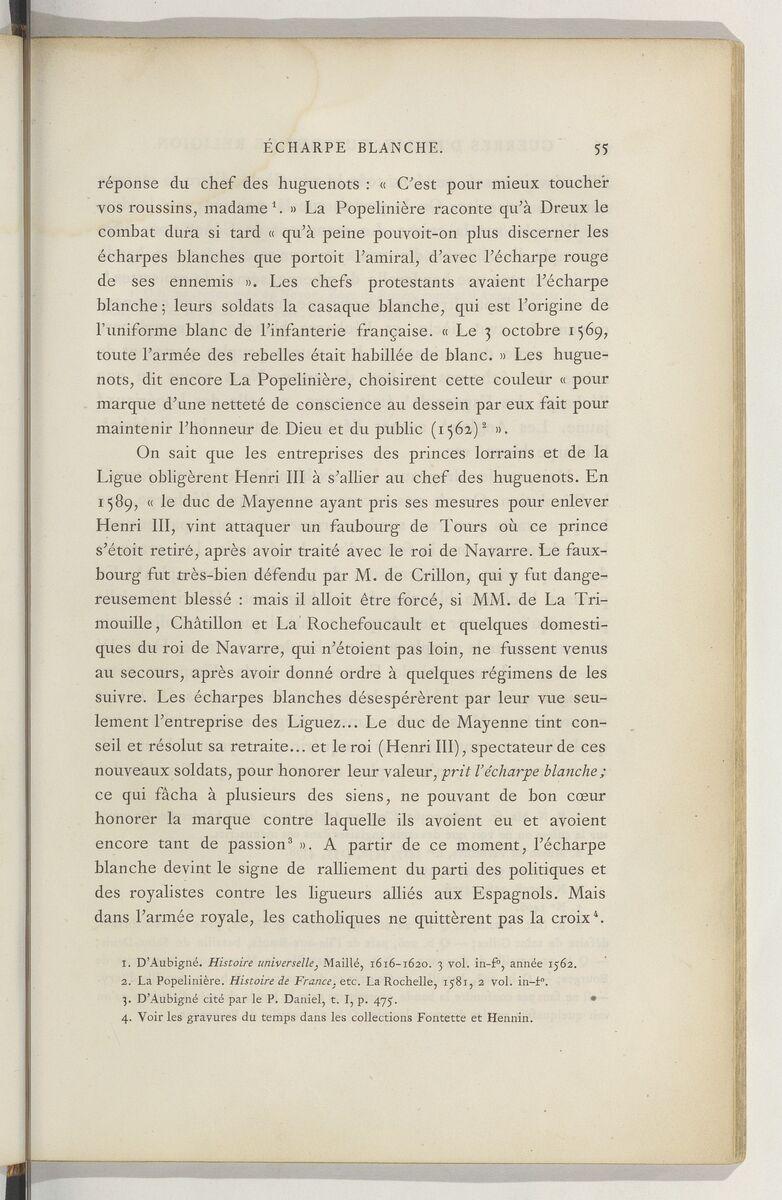 ÉCHARPE BLANCHE. 55
réponse du chef des huguenots : « C'est pour mieux toucher
vos roussins, madame¹. » La Popelinière raconte qu'à Dreux le
combat dura si tard « qu'à peine pouvoit-on plus discerner les
écharpes blanches que portoit l'amiral, d'avec l'écharpe rouge
de ses ennemis ». Les chefs protestants avaient l'écharpe
blanche; leurs soldats la casaque blanche, qui est l'origine de
l'uniforme blanc de l'infanterie française. « Le 3 octobre 1569,
toute l'armée des rebelles était habillée de blanc. » Les hugue-
nots, dit encore La Popelinière, choisirent cette couleur « pour
marque d'une netteté de conscience au dessein par eux fait pour
maintenir l'honneur de Dieu et du public (1562)² ».
On sait que les entreprises des princes lorrains et de la
Ligue obligèrent Henri III à s'allier au chef des huguenots. En
1589, « le duc de Mayenne ayant pris ses mesures pour enlever
Henri III, vint attaquer un faubourg de Tours où ce prince
s'étoit retiré, après avoir traité avec le roi de Navarre. Le faux-
bourg fut très-bien défendu par M. de Crillon, qui y fut dange-
reusement blessé : mais il alloit être forcé, si MM. de La Tri-
mouille, Châtillon et La Rochefoucault et quelques domesti-
ques du roi de Navarre, qui n'étoient pas loin, ne fussent venus
au secours, après avoir donné ordre à quelques régimens de les
suivre. Les écharpes blanches désespérèrent par leur vue seu-
lement l'entreprise des Liguez... Le duc de Mayenne tint con-
seil et résolut sa retraite... et le roi (Henri III), spectateur de ces
nouveaux soldats, pour honorer leur valeur, prit l'écharpe blanche;
ce qui fâcha à plusieurs des siens, ne pouvant de bon cœur
honorer la marque contre laquelle ils avoient eu et avoient
encore tant de passion³ ». A partir de ce moment, l'écharpe
blanche devint le signe de ralliement du parti des politiques et
des royalistes contre les ligueurs alliés aux Espagnols. Mais
dans l'armée royale, les catholiques ne quittèrent pas la croix⁴.
1. D'Aubigné. Histoire universelle, Maillé, 1616-1620. 3 vol. in-f°, année 1562.
2. La Popelinière. Histoire de France, etc. La Rochelle, 1581, 2 vol. in-f°.
3. D'Aubigné cité par le P. Daniel, t. I, p. 475.
4. Voir les gravures du temps dans les collections Fontette et Hennin.